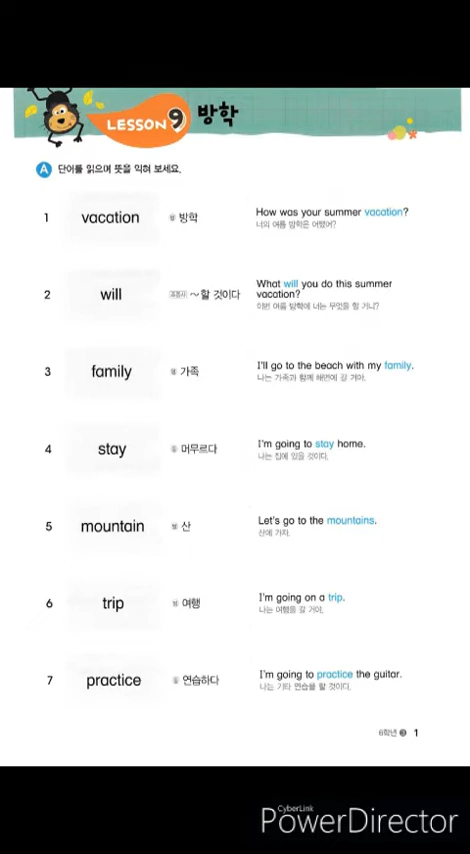 LESSON 9 방학
A 단어를 읽으며 뜻을 익혀 보세요.
1 vacation 명 방학 How was your summer vacation?
너의 여름 방학은 어땠어?
2 will 조동사 ~할 것이다 What will you do this summer
vacation?
이번 여름 방학에 너는 무엇을 할 거니?
3 family 명 가족 I'll go to the beach with my family.
나는 가족과 함께 해변에 갈 거야.
4 stay 동 머무르다 I'm going to stay home.
나는 집에 있을 것이다.
5 mountain 명 산 Let's go to the mountains.
산에 가자.
6 trip 명 여행 I'm going on a trip.
나는 여행을 갈 거야.
7 practice 동 연습하다 I'm going to practice the guitar.
나는 기타 연습을 할 것이다.
6학년 3 1
CyberLink
PowerDirector